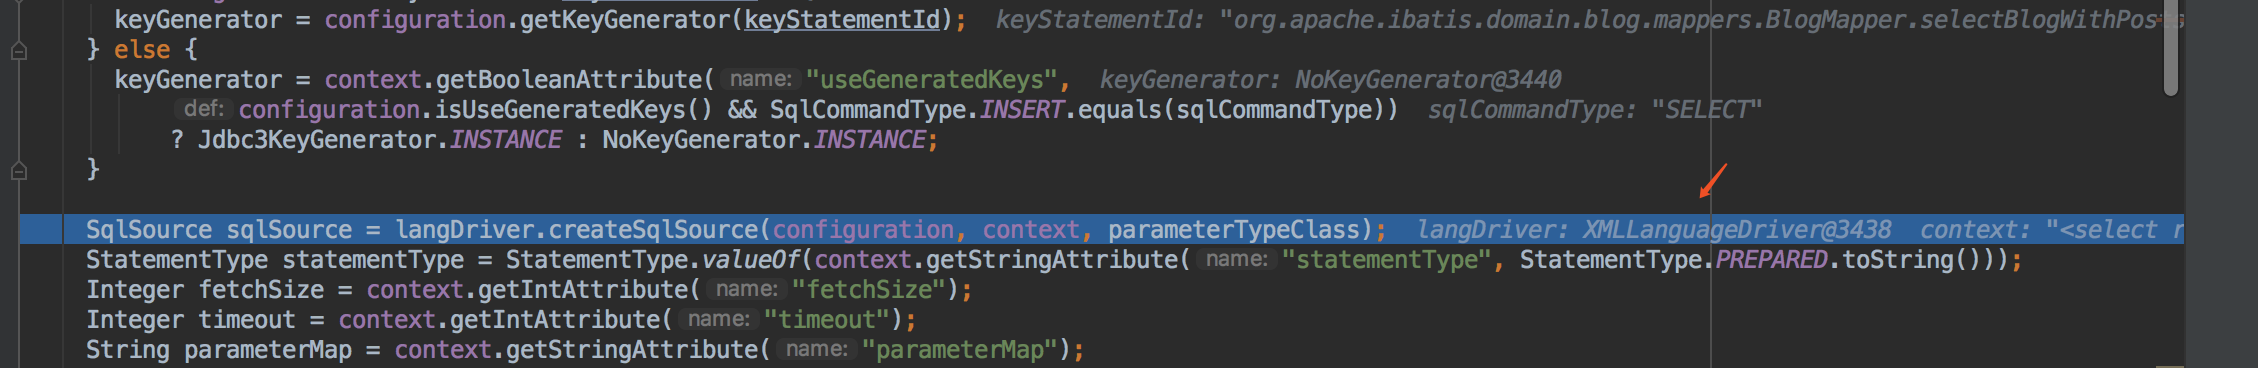 keyGenerator = configuration.getKeyGenerator(keyStatementId); keyStatementId: "org.apache.ibatis.domain.blog.mappers.BlogMapper.selectBlogWithPosts
} else {
keyGenerator = context.getBooleanAttribute( name: "useGeneratedKeys", keyGenerator: NoKeyGenerator@3440
def: configuration.isUseGeneratedKeys() && SqlCommandType.INSERT.equals(sqlCommandType)) sqlCommandType: "SELECT"
? Jdbc3KeyGenerator.INSTANCE : NoKeyGenerator.INSTANCE;
}
SqlSource sqlSource = langDriver.createSqlSource(configuration, context, parameterTypeClass); langDriver: XMLLanguageDriver@3438 context: "<select r
StatementType statementType = StatementType.valueOf(context.getStringAttribute( name: "statementType", StatementType.PREPARED.toString()));
Integer fetchSize = context.getIntAttribute( name: "fetchSize");
Integer timeout = context.getIntAttribute( name: "timeout");
String parameterMap = context.getStringAttribute( name: "parameterMap");